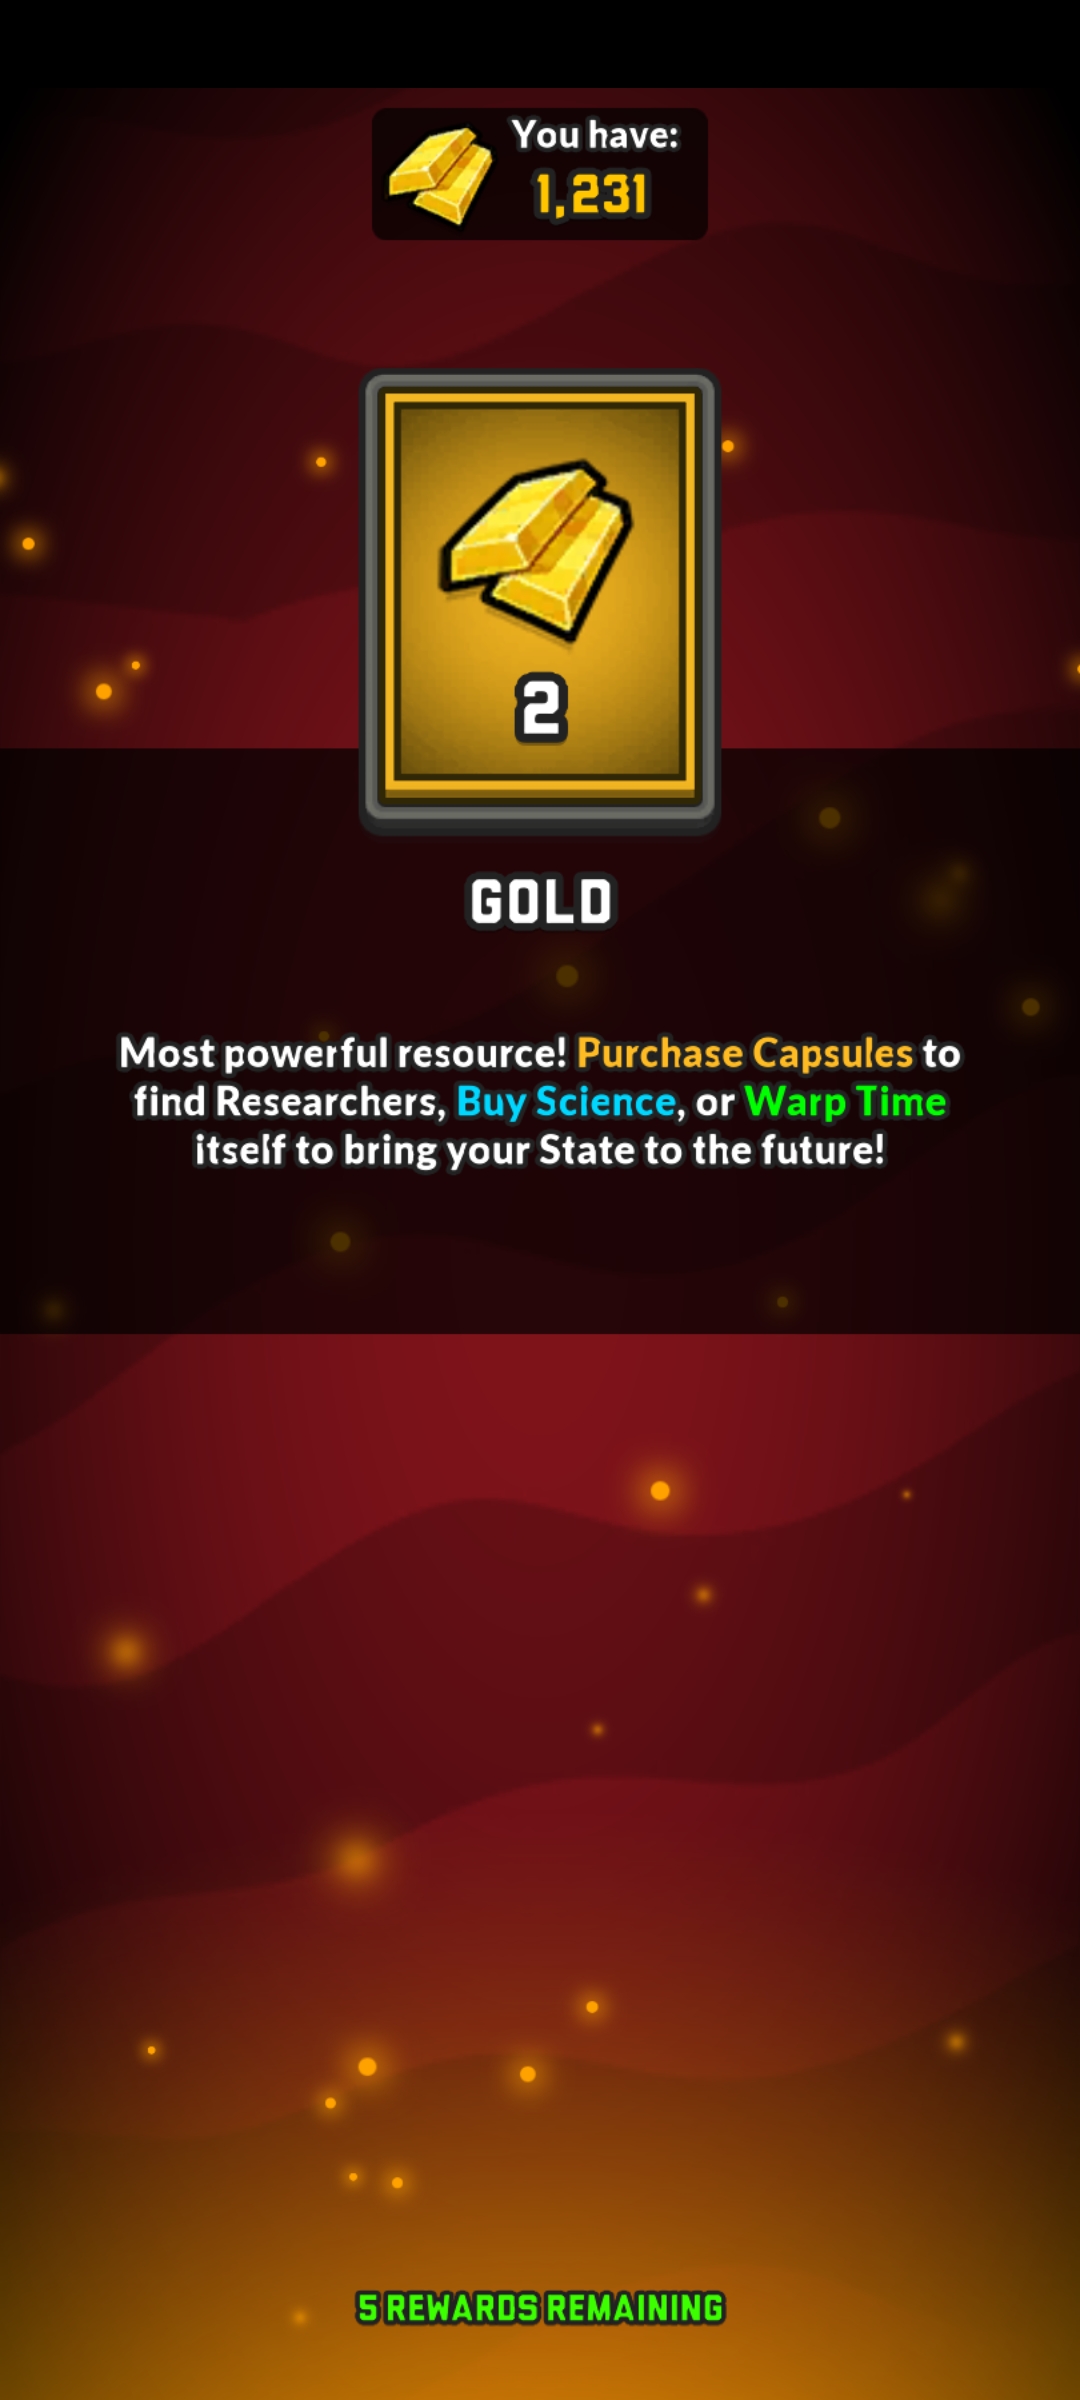 You have:
1,231
2
GOLD
Most powerful resource! Purchase Capsules to
find Researchers, Buy Science, or Warp Time
itself to bring your State to the future!
5 REWARDS REMAINING